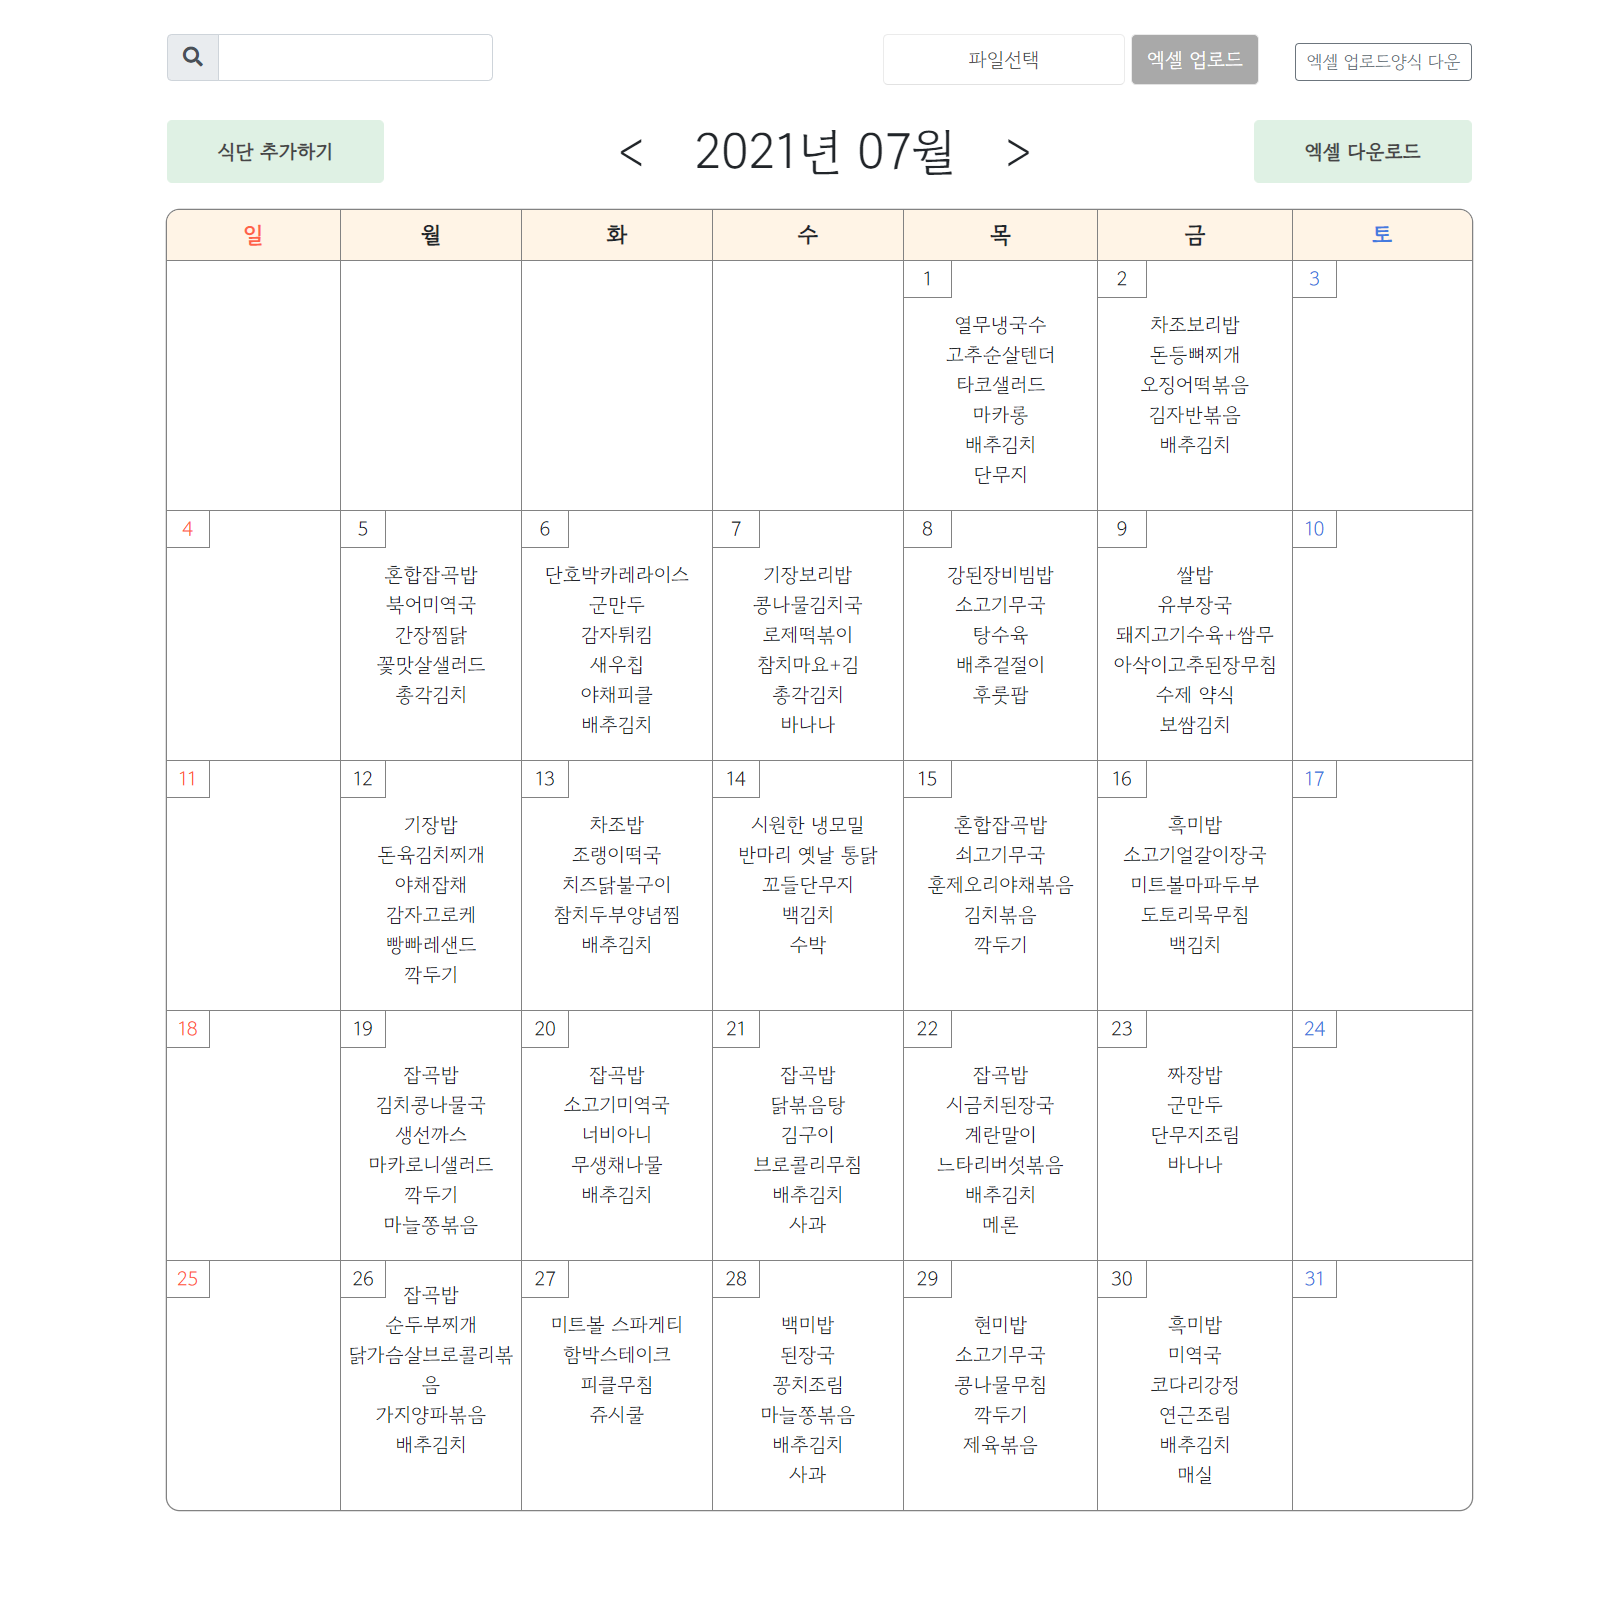 파일선택
엑셀 업로드
엑셀 업로드양식 다운
식단 추가하기
< 2021년 07월 >
엑셀 다운로드
일 월 화 수 목 금 토
1
열무냉국수
고추순살텐더
타코샐러드
마카롱
배추김치
단무지
2
차조보리밥
돈등뼈찌개
오징어떡볶음
김자반볶음
배추김치
3
4
5
혼합잡곡밥
북어미역국
간장찜닭
꽃맛살샐러드
총각김치
6
단호박카레라이스
군만두
감자튀킴
새우칩
야채피클
배추김치
7
기장보리밥
콩나물김치국
로제떡볶이
참치마요+김
총각김치
바나나
8
강된장비빔밥
소고기무국
탕수육
배추겉절이
후룻팝
9
쌀밥
유부장국
돼지고기수육+쌈무
아삭이고추된장무침
수제 약식
보쌈김치
10
11
12
기장밥
돈육김치찌개
야채잡채
감자고로케
빵빠레샌드
깍두기
13
차조밥
조랭이떡국
치즈닭불구이
참치두부양념찜
배추김치
14
시원한 냉모밀
반마리 옛날 통닭
꼬들단무지
백김치
수박
15
혼합잡곡밥
쇠고기무국
훈제오리야채볶음
김치볶음
깍두기
16
흑미밥
소고기얼갈이장국
미트볼마파두부
도토리묵무침
백김치
17
18
19
잡곡밥
김치콩나물국
생선까스
마카로니샐러드
깍두기
마늘쫑볶음
20
잡곡밥
소고기미역국
너비아니
무생채나물
배추김치
21
잡곡밥
닭볶음탕
김구이
브로콜리무침
배추김치
사과
22
잡곡밥
시금치된장국
계란말이
느타리버섯볶음
배추김치
메론
23
짜장밥
군만두
단무지조림
바나나
24
25
26
잡곡밥
순두부찌개
닭가슴살브로콜리볶
음
가지양파볶음
배추김치
27
미트볼 스파게티
함박스테이크
피클무침
쥬시쿨
28
백미밥
된장국
꽁치조림
마늘쫑볶음
배추김치
사과
29
현미밥
소고기무국
콩나물무침
깍두기
제육볶음
30
흑미밥
미역국
코다리강정
연근조림
배추김치
매실
31